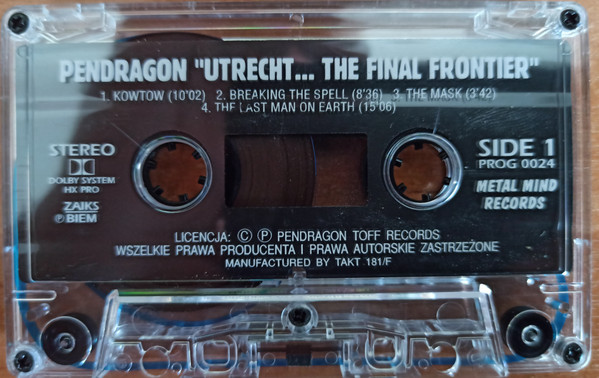 PENDRAGON "UTRECHT... THE FINAL FRONTIER"
1. KOWTOW (10'02) 2. BREAKING THE SPELL (8'36) 3. THE MASK (3'42)
4. THE LAST MAN ON EARTH (15'06)
STEREO
DOLBY SYSTEM
HX PRO
ZAIKS
Ⓟ BIEM
SIDE 1
PROG 0024
METAL MIND
RECORDS
LICENCJA: © Ⓟ PENDRAGON TOFF RECORDS
WSZELKIE PRAWA PRODUCENTA I PRAWA AUTORSKIE ZASTRZEŻONE
MANUFACTURED BY TAKT 181/F